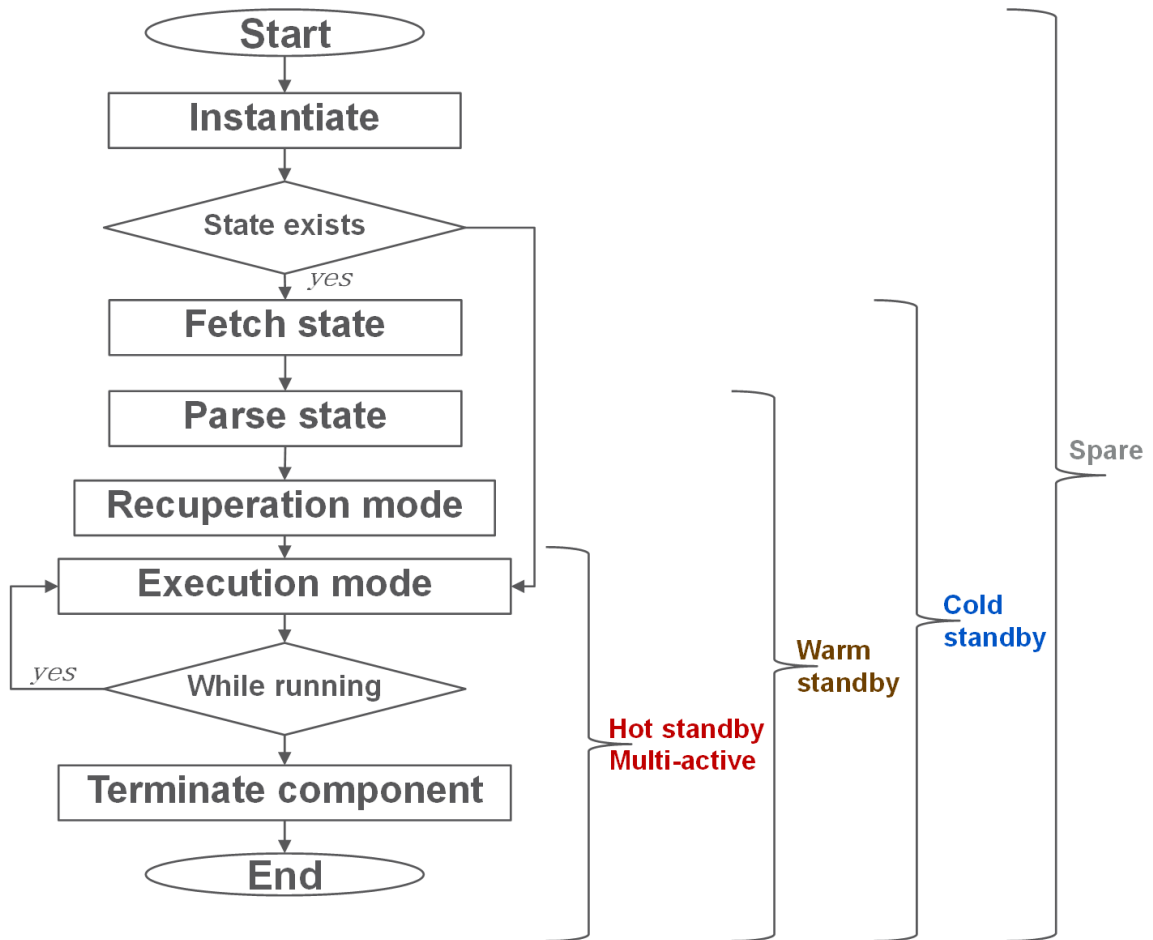 Start
Instantiate
State exists
yes
Fetch state
Parse state
Recuperation mode
Execution mode
yes
While running
Terminate component
End
Hot standby
Multi-active
Warm
standby
Cold
standby
Spare